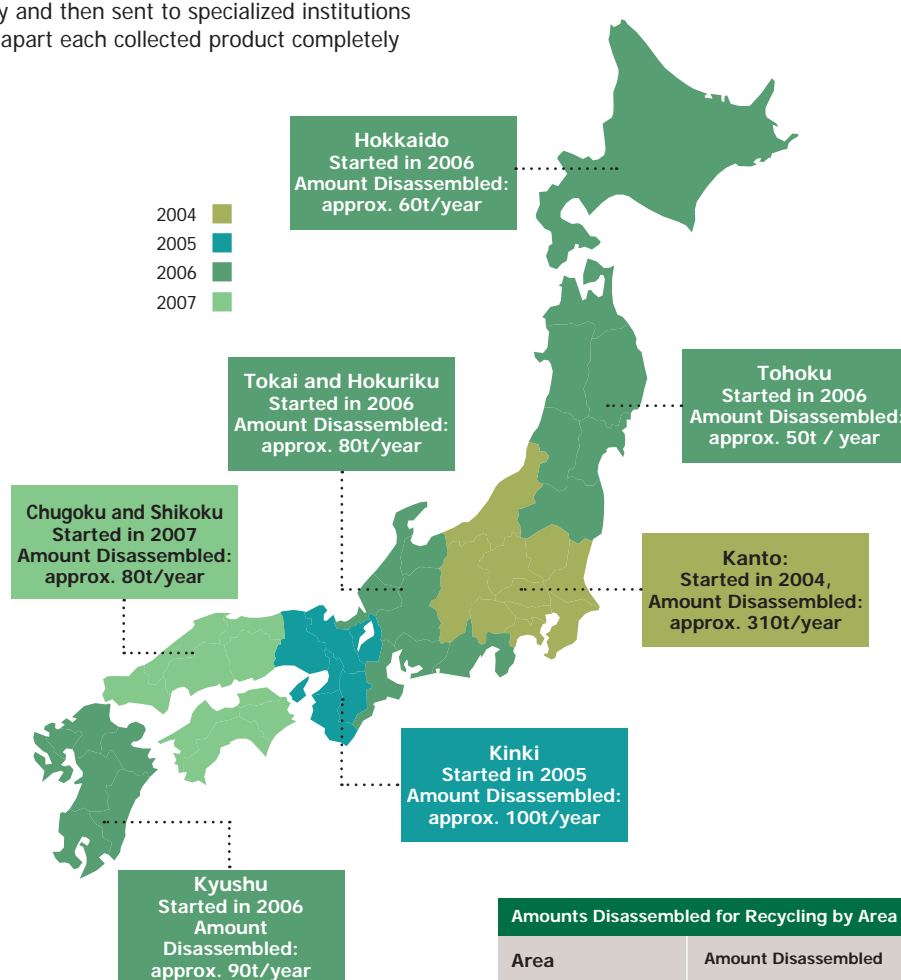 y and then sent to specialized institutions
apart each collected product completely
Hokkaido
Started in 2006
Amount Disassembled:
approx. 60t/year
2004
2005
2006
2007
Tokai and Hokuriku
Started in 2006
Amount Disassembled:
approx. 80t/year
Tohoku
Started in 2006
Amount Disassembled:
approx. 50t / year
Chugoku and Shikoku
Started in 2007
Amount Disassembled:
approx. 80t/year
Kanto:
Started in 2004,
Amount Disassembled:
approx. 310t/year
Kinki
Started in 2005
Amount Disassembled:
approx. 100t/year
Kyushu
Started in 2006
Amount
Disassembled:
approx. 90t/year
Amounts Disassembled for Recycling by Area
Area
Amount Disassembled